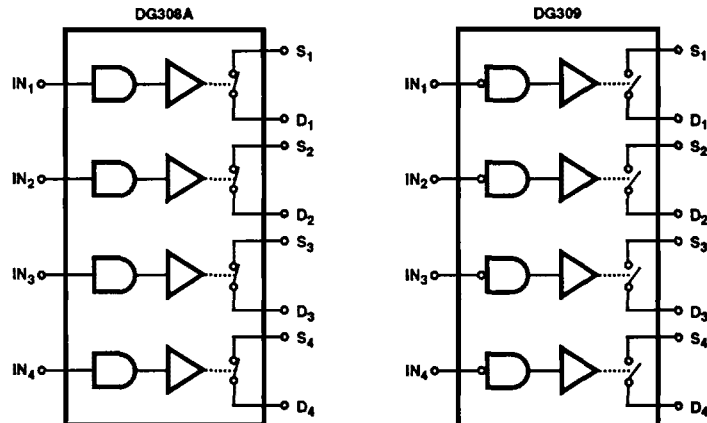 DG308A
IN1
S1
D1
IN2
S2
D2
IN3
S3
D3
IN4
S4
D4
DG309
IN1
S1
D1
IN2
S2
D2
IN3
S3
D3
IN4
S4
D4